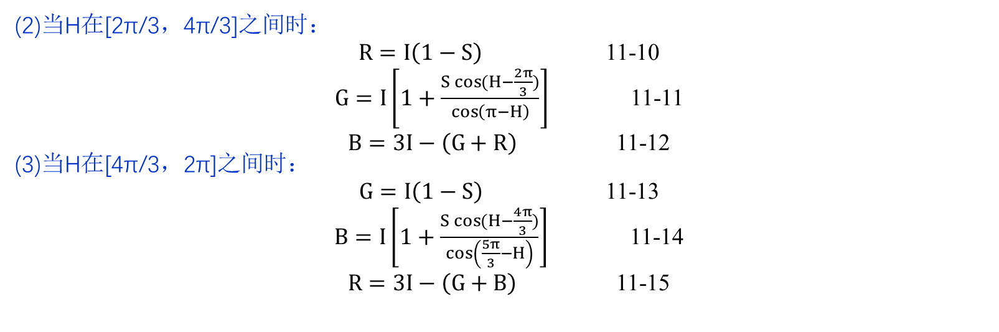 (2)当H在[2π/3，4π/3]之间时：
R = I(1 − S) 11-10
G = I[1 + (S cos(H−2π/3))/(cos(π−H))] 11-11
B = 3I − (G + R) 11-12
(3)当H在[4π/3，2π]之间时：
G = I(1 − S) 11-13
B = I[1 + (S cos(H−4π/3))/(cos(5π/3−H))] 11-14
R = 3I − (G + B) 11-15